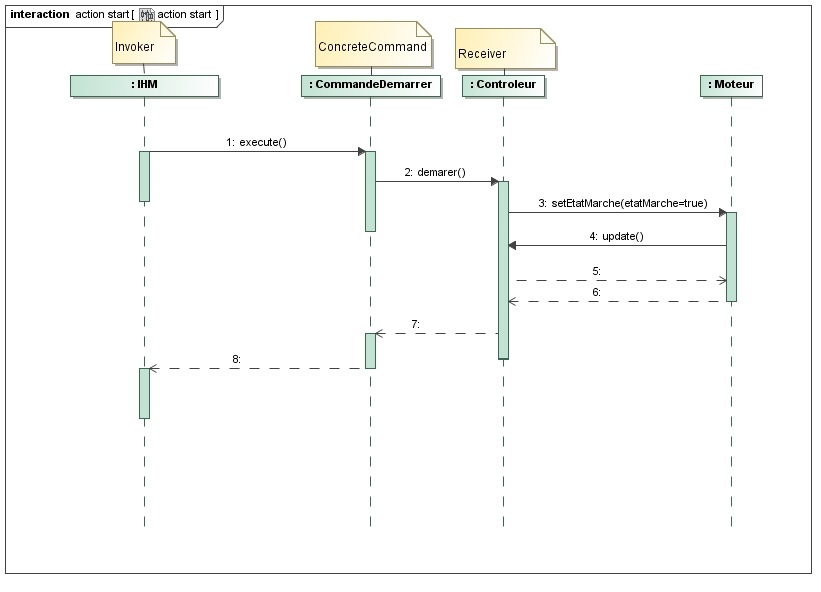 interaction action start [ action start ]
Invoker
ConcreteCommand
Receiver
: IHM
: CommandeDemarrer
: Controleur
: Moteur
1: execute()
2: demarer()
3: setEtatMarche(etatMarche=true)
4: update()
5:
6:
7:
8: